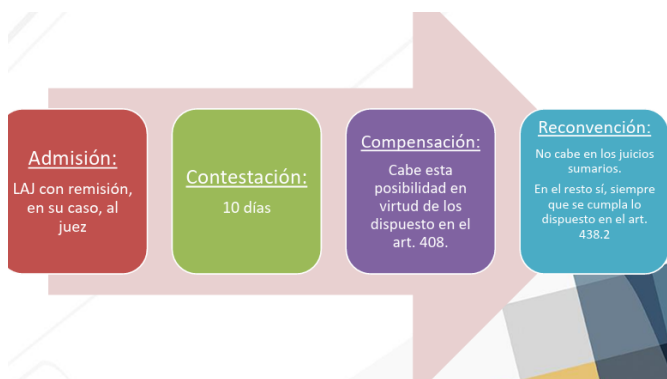 Admisión:
LAJ con remisión,
en su caso, al
juez
Contestación:
10 días
Compensación:
Cabe esta
posibilidad en
virtud de los
dispuesto en el
art. 408.
Reconvención:
No cabe en los juicios
sumarios.
En el resto sí, siempre
que se cumpla lo
dispuesto en el art.
438.2